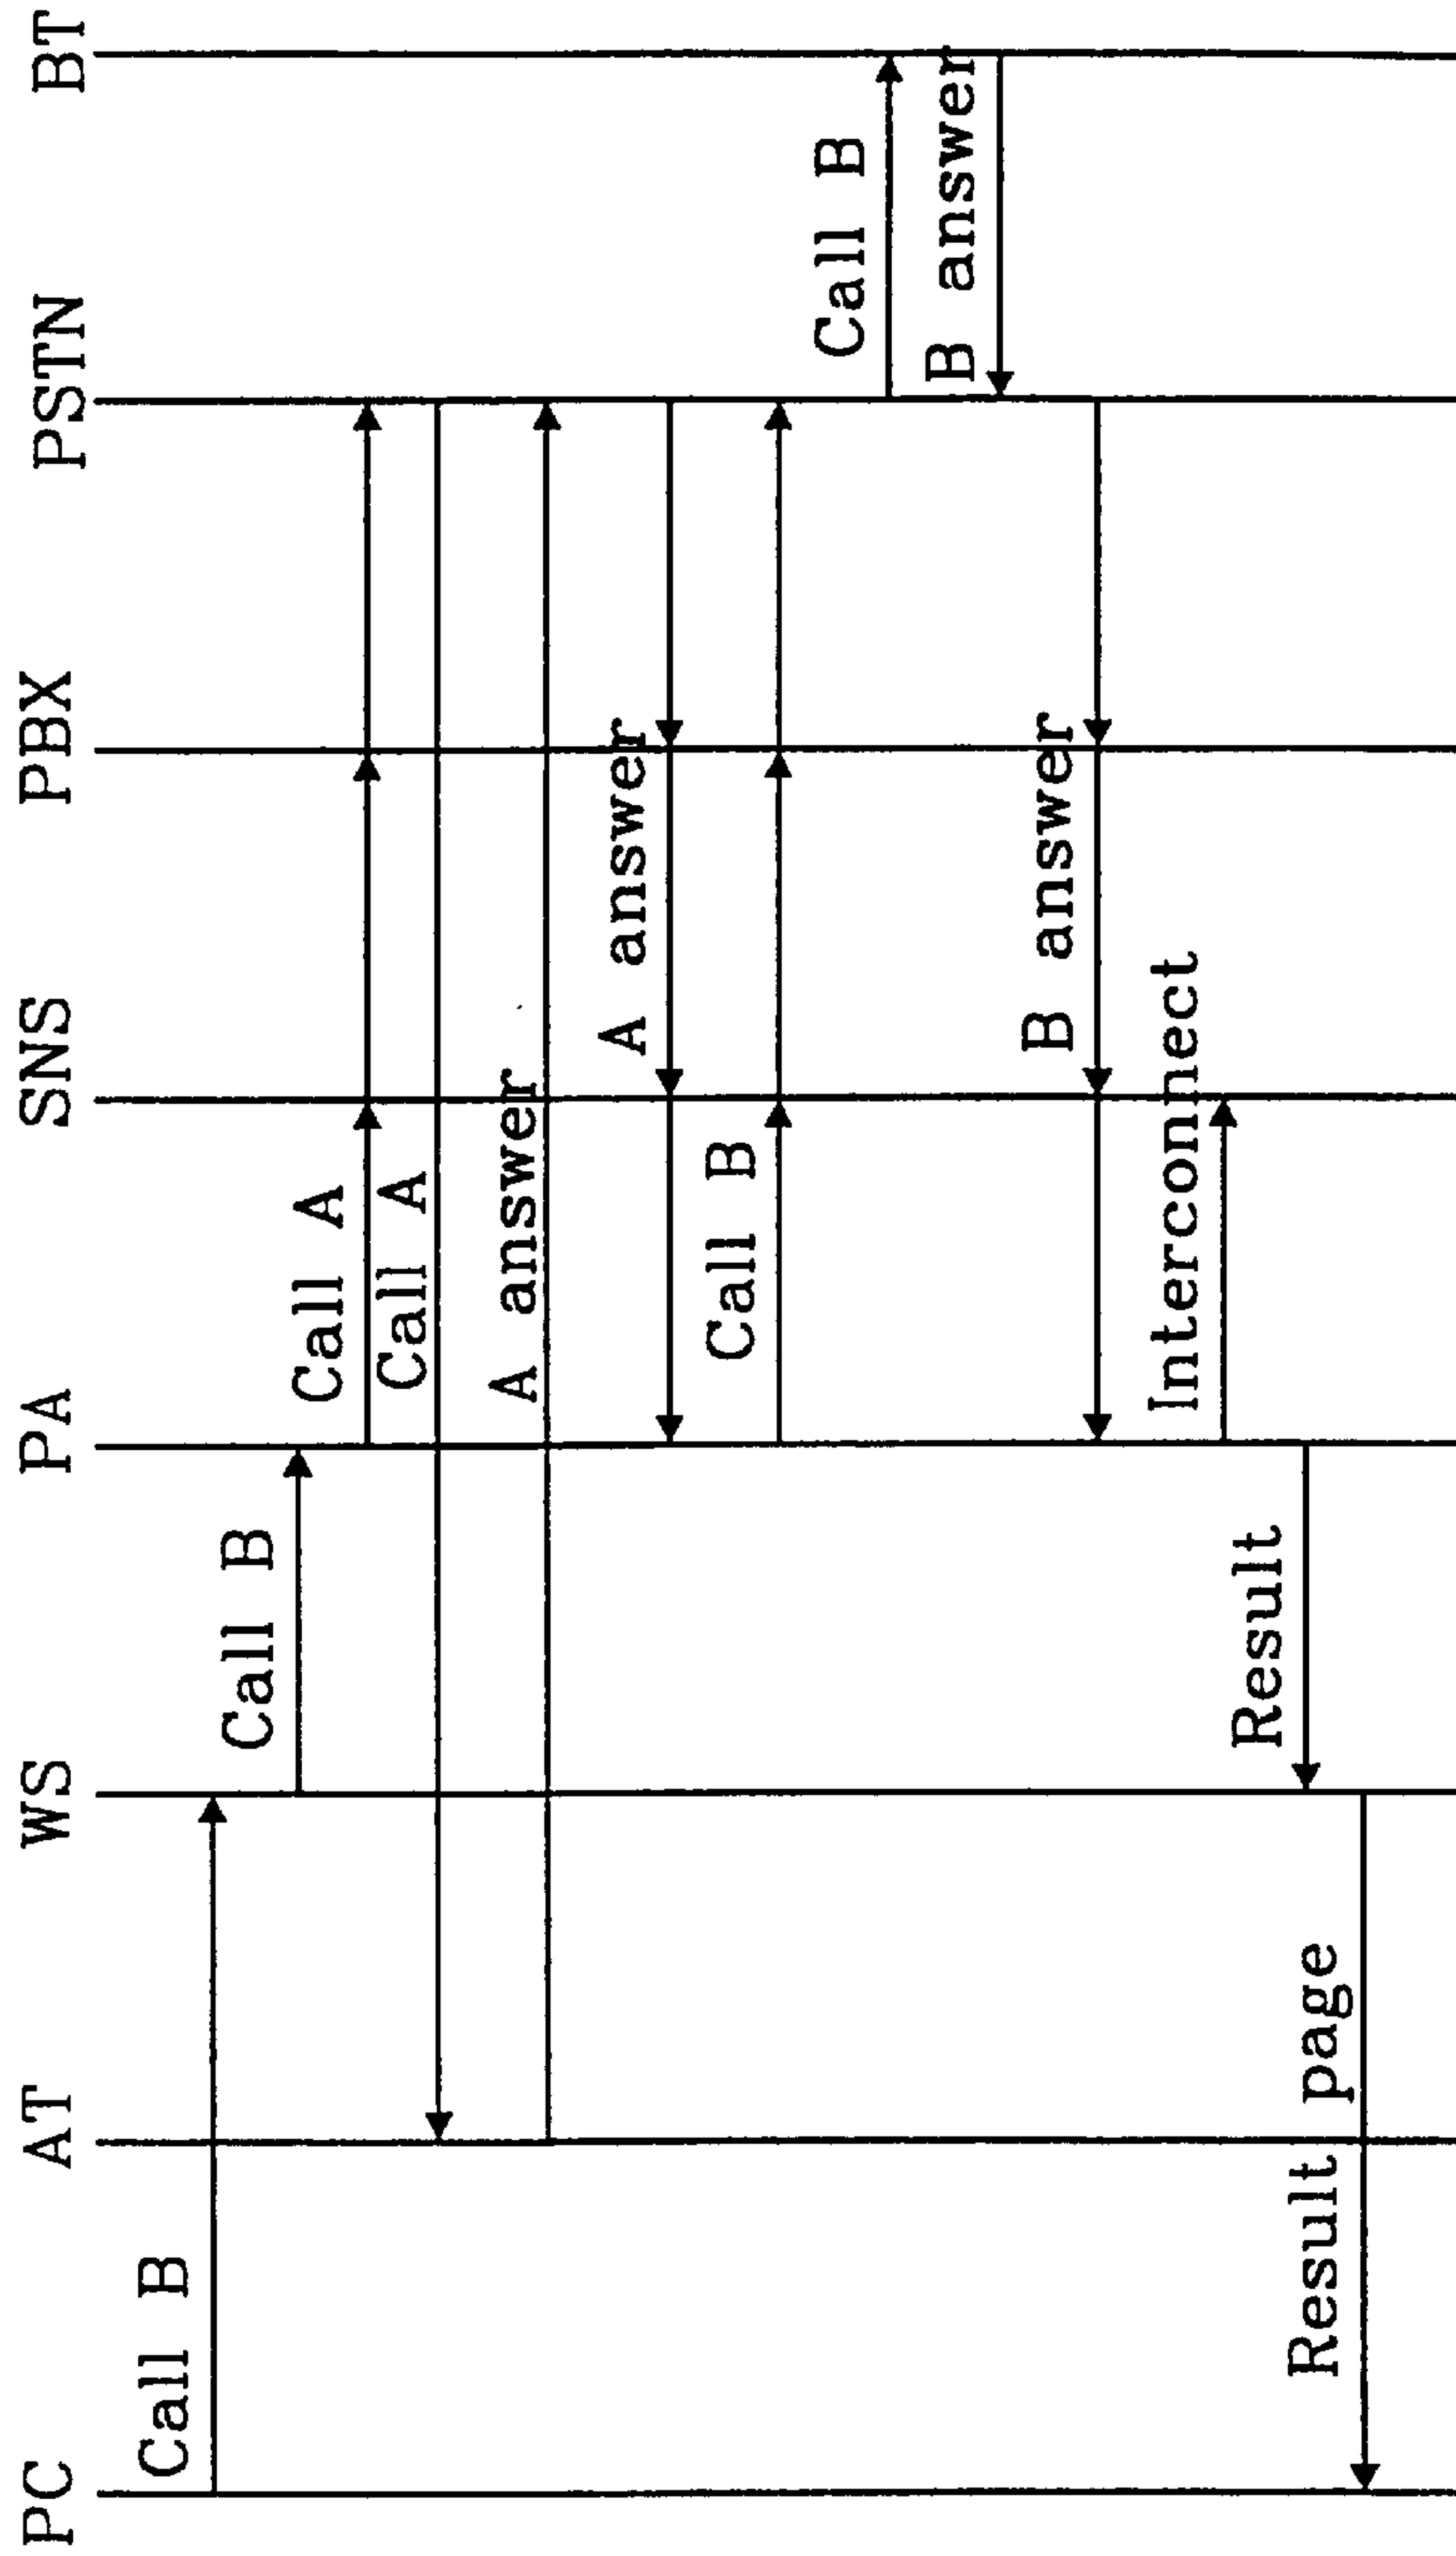 PC AT WS PA SNS PBX PSTN BT
Call B
Call B
Call A
Call A
A answer
A answer
Call B
Call B
B answer
B answer
Interconnect
Result
Result page